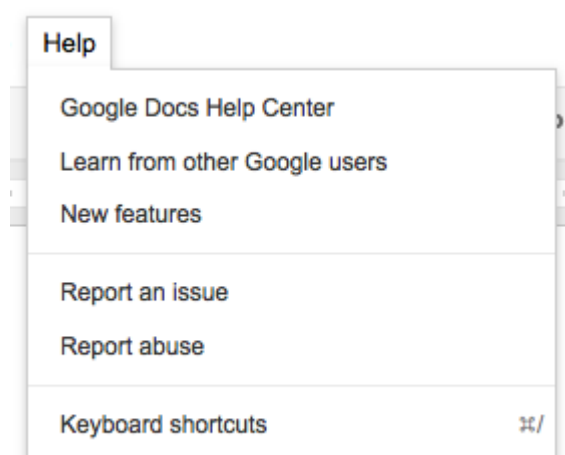 Help
Google Docs Help Center
Learn from other Google users
New features
Report an issue
Report abuse
Keyboard shortcuts ⌘/